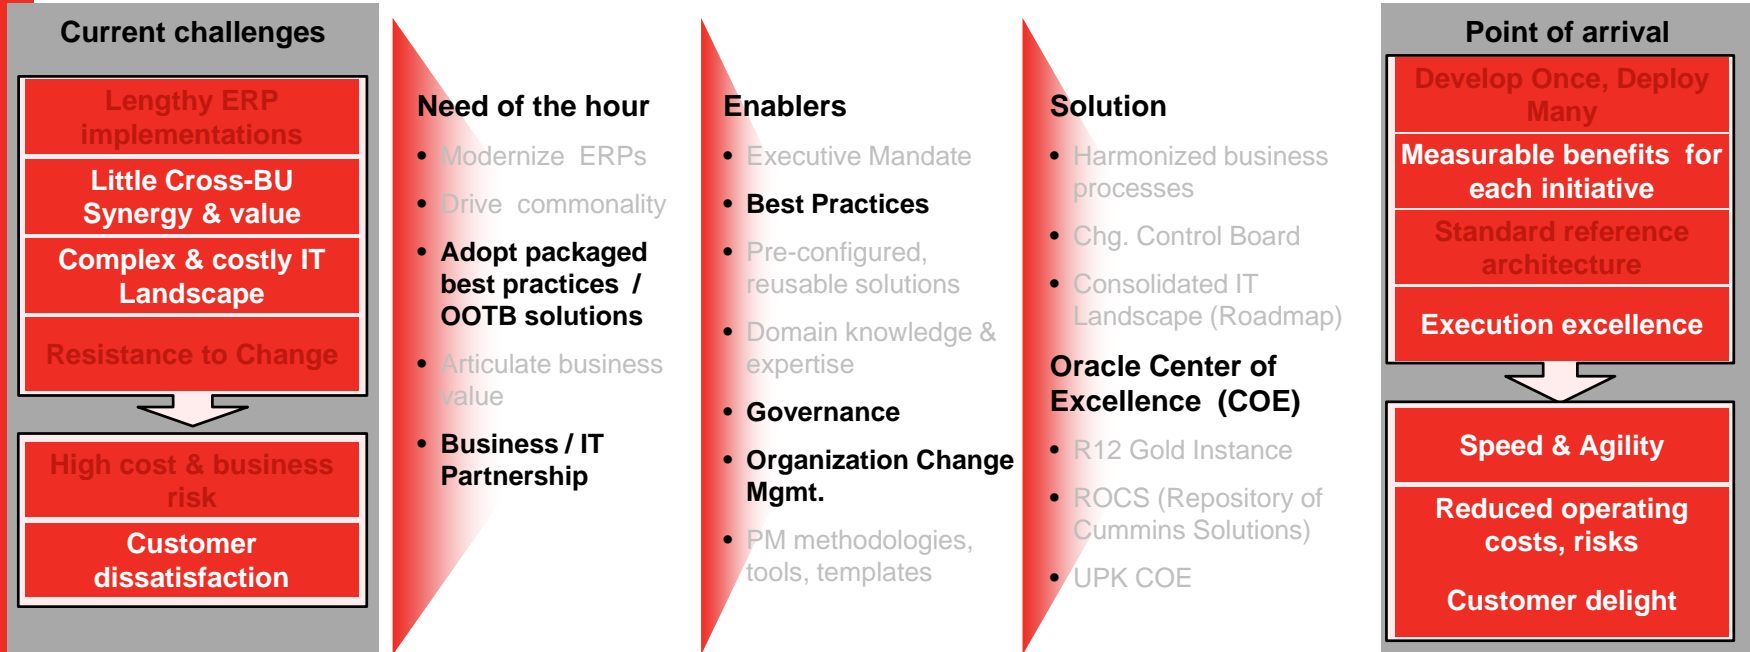 Current challenges
Lengthy ERP
implementations
Little Cross-BU
Synergy & value
Complex & costly IT
Landscape
Resistance to Change
High cost & business
risk
Customer
dissatisfaction
Need of the hour
• Modernize ERPs
• Drive commonality
• Adopt packaged
best practices /
OOTB solutions
• Articulate business
value
• Business / IT
Partnership
Enablers
• Executive Mandate
• Best Practices
• Pre-configured,
reusable solutions
• Domain knowledge &
expertise
• Governance
• Organization Change
Mgmt.
• PM methodologies,
tools, templates
Solution
• Harmonized business
processes
• Chg. Control Board
• Consolidated IT
Landscape (Roadmap)
Oracle Center of
Excellence (COE)
• R12 Gold Instance
• ROCS (Repository of
Cummins Solutions)
• UPK COE
Point of arrival
Develop Once, Deploy
Many
Measurable benefits for
each initiative
Standard reference
architecture
Execution excellence
Speed & Agility
Reduced operating
costs, risks
Customer delight